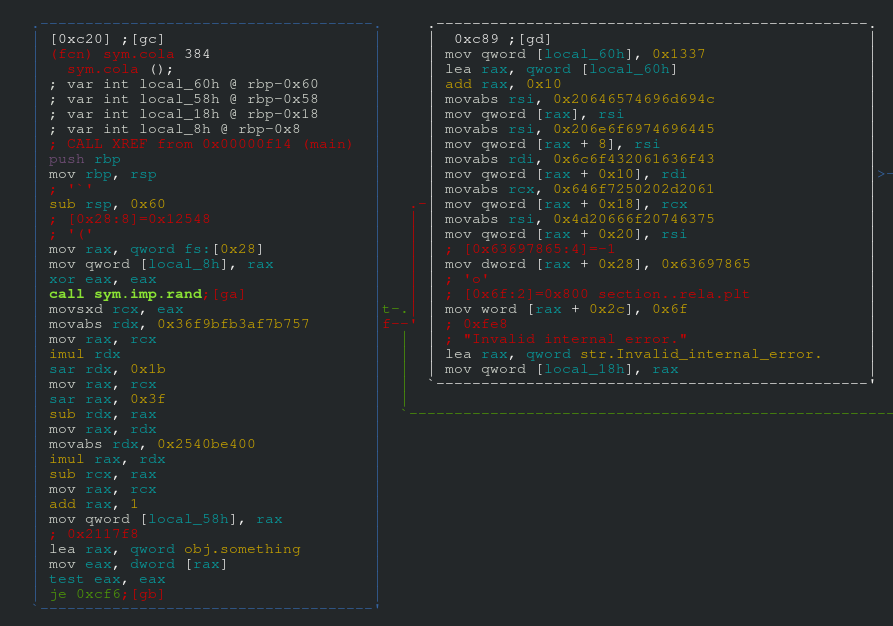 [0xc20] ;[gc]
(fcn) sym.cola 384
sym.cola ();
; var int local_60h @ rbp-0x60
; var int local_58h @ rbp-0x58
; var int local_18h @ rbp-0x18
; var int local_8h @ rbp-0x8
; CALL XREF from 0x00000f14 (main)
push rbp
mov rbp, rsp
; '`'
sub rsp, 0x60
; [0x28:8]=0x12548
; '('
mov rax, qword fs:[0x28]
mov qword [local_8h], rax
xor eax, eax
call sym.imp.rand;[ga]
movsxd rcx, eax
movabs rdx, 0x36f9bfb3af7b757
mov rax, rcx
imul rdx
sar rdx, 0x1b
mov rax, rcx
sar rax, 0x3f
sub rdx, rax
mov rax, rdx
movabs rdx, 0x2540be400
imul rax, rdx
sub rcx, rax
mov rax, rcx
add rax, 1
mov qword [local_58h], rax
; 0x2117f8
lea rax, qword obj.something
mov eax, dword [rax]
test eax, eax
je 0xcf6;[gb]
t
f
0xc89 ;[gd]
mov qword [local_60h], 0x1337
lea rax, qword [local_60h]
add rax, 0x10
movabs rsi, 0x20646574696d694c
mov qword [rax], rsi
movabs rsi, 0x206e6f6974696445
mov qword [rax + 8], rsi
movabs rdi, 0x6c6f432061636f43
mov qword [rax + 0x10], rdi
movabs rcx, 0x646f7250202d2061
mov qword [rax + 0x18], rcx
movabs rsi, 0x4d20666f20746375
mov qword [rax + 0x20], rsi
; [0x63697865:4]=-1
mov dword [rax + 0x28], 0x63697865
; 'o'
; [0x6f:2]=0x800 section..rela.plt
mov word [rax + 0x2c], 0x6f
; 0xfe8
; "Invalid internal error."
lea rax, qword str.Invalid_internal_error.
mov qword [local_18h], rax